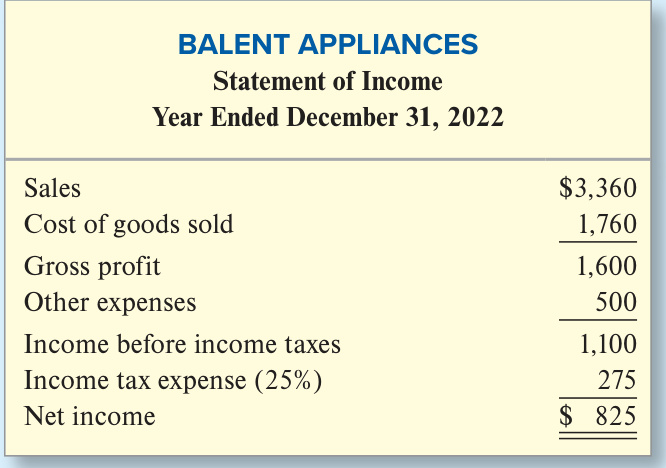 BALENT APPLIANCES
Statement of Income
Year Ended December 31, 2022
Sales $3,360
Cost of goods sold 1,760
Gross profit 1,600
Other expenses 500
Income before income taxes 1,100
Income tax expense (25%) 275
Net income $ 825